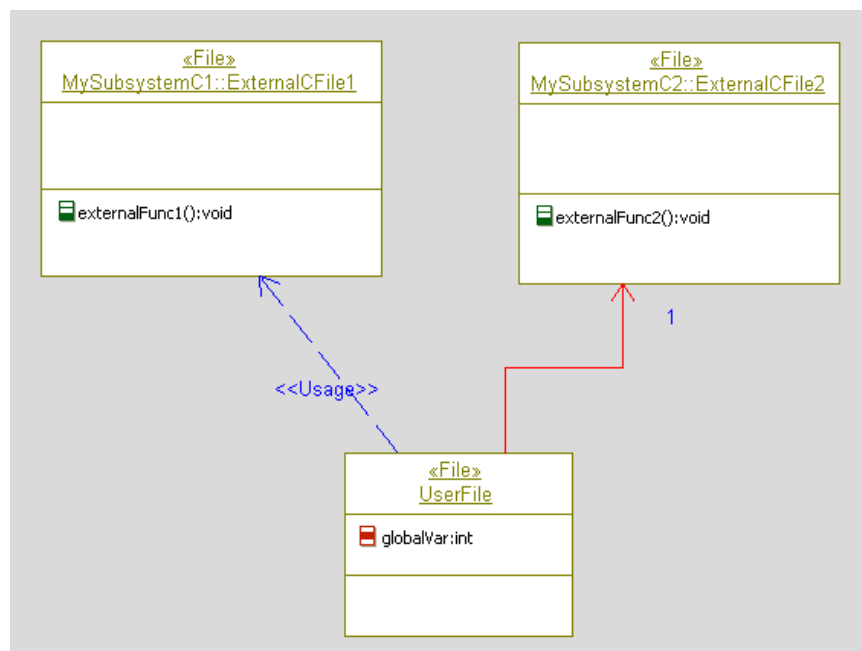 «File»
MySubsystemC1::ExternalCFile1
externalFunc1():void
«File»
MySubsystemC2::ExternalCFile2
externalFunc2():void
1
<<Usage>>
«File»
UserFile
globalVar:int